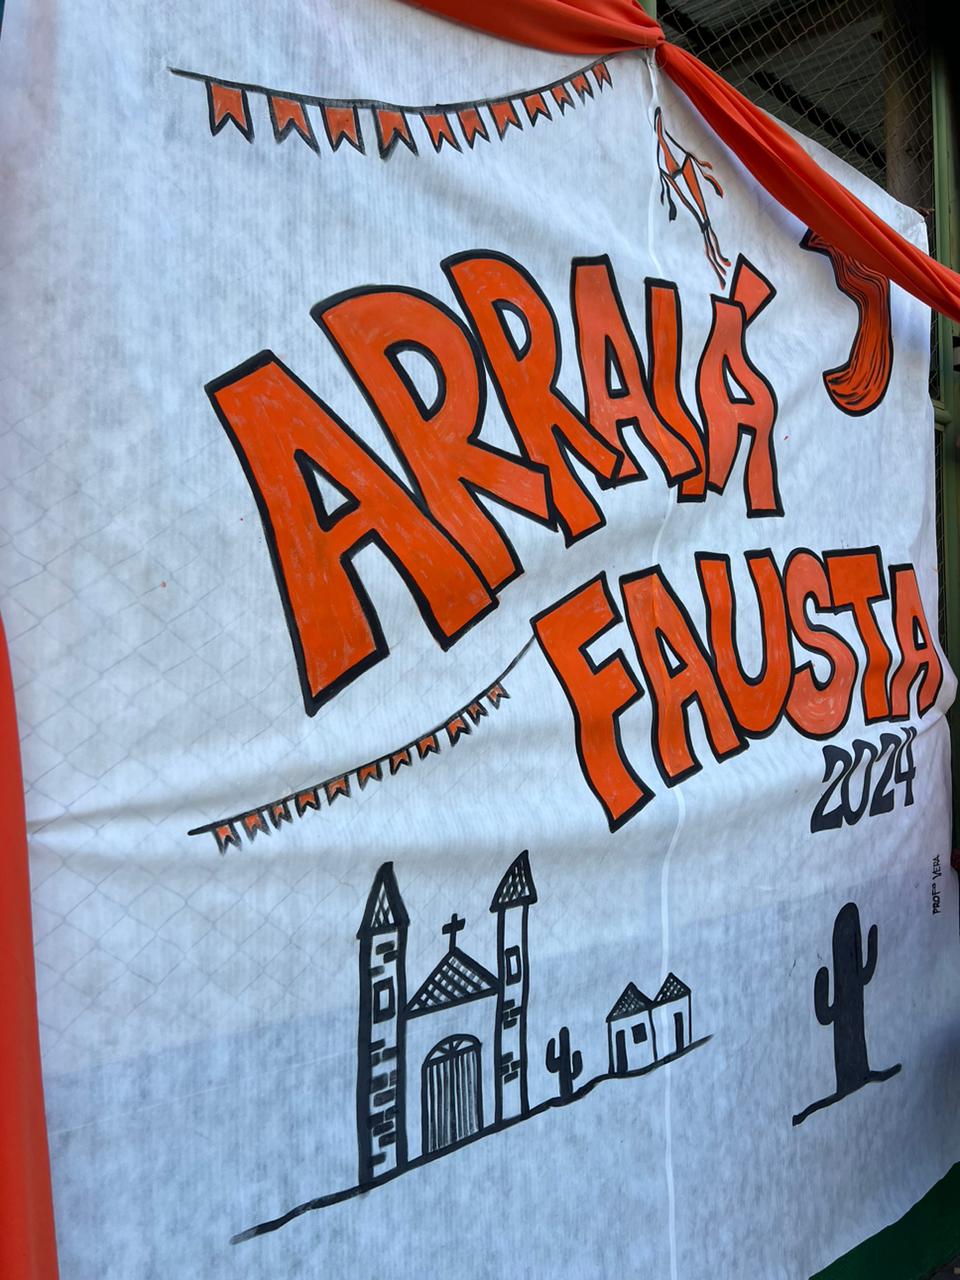 ARRAIÁ
FAUSTA
2024
PROFª VERA